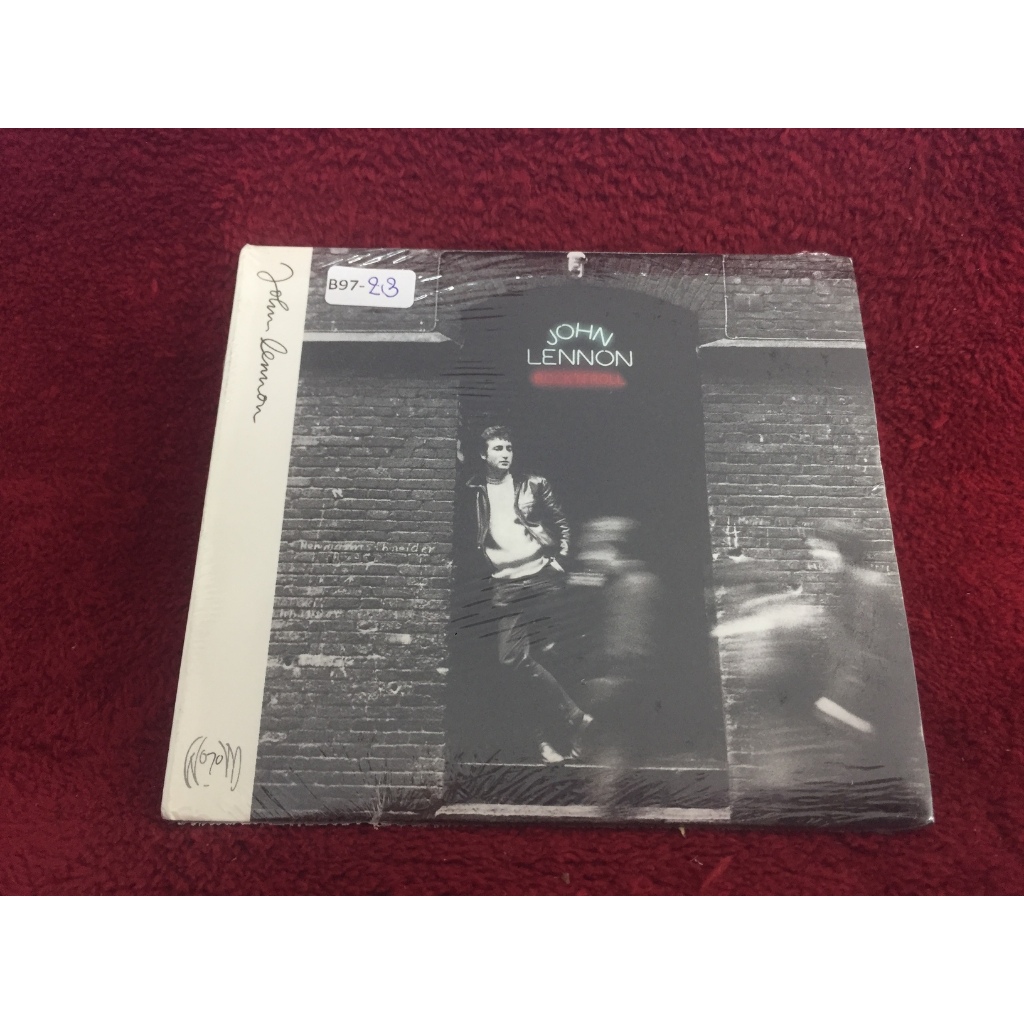 John Lennon
B97-23
JOHN
LENNON
ROCK 'N' ROLL